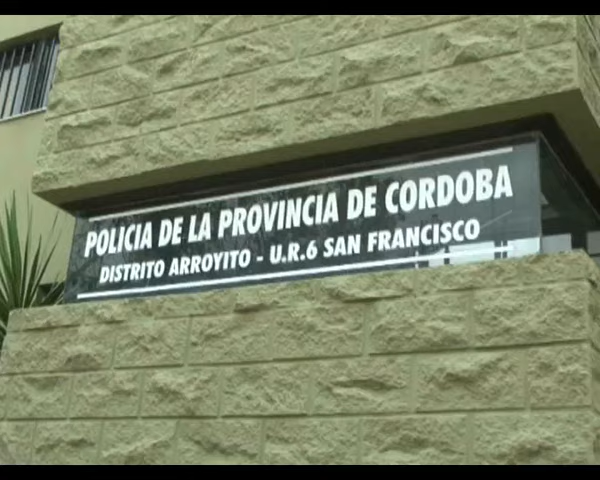 POLICIA DE LA PROVINCIA DE CORDOBA
DISTRITO ARROYITO - U.R.6 SAN FRANCISCO